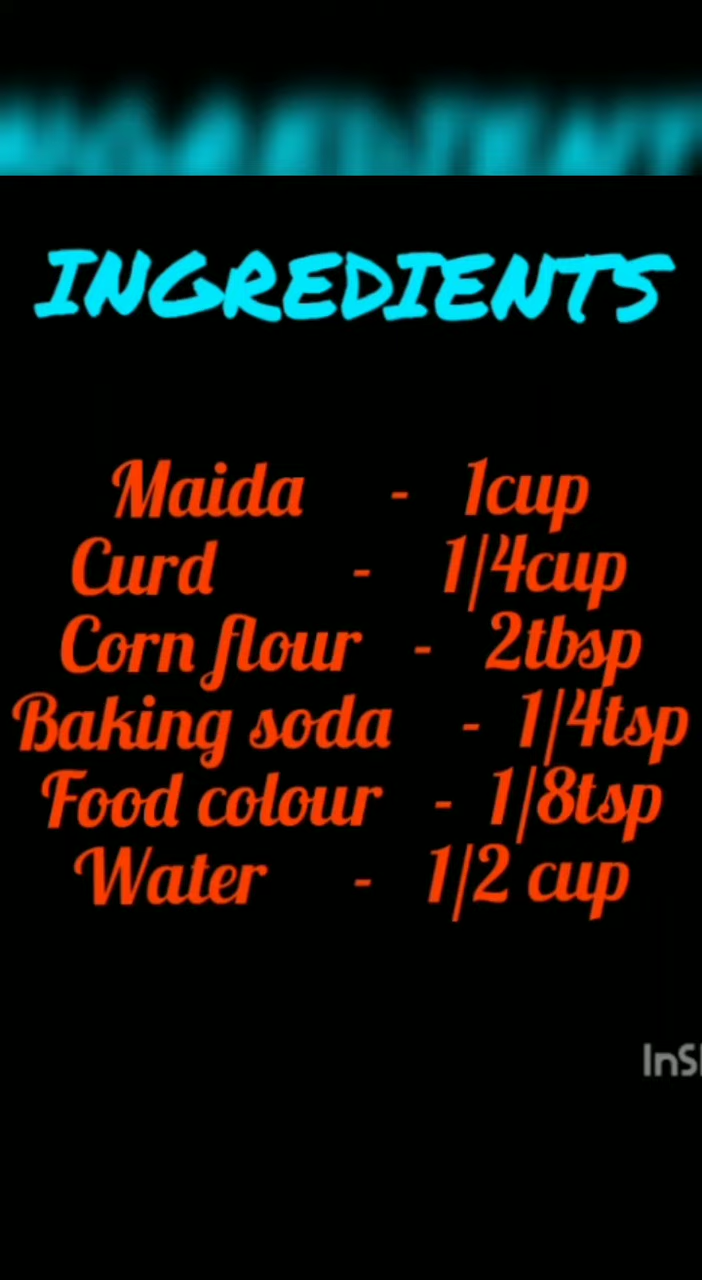 INGREDIENTS
Maida - 1cup
Curd - 1/4cup
Corn flour - 2tbsp
Baking soda - 1/4tsp
Food colour - 1/8tsp
Water - 1/2 cup